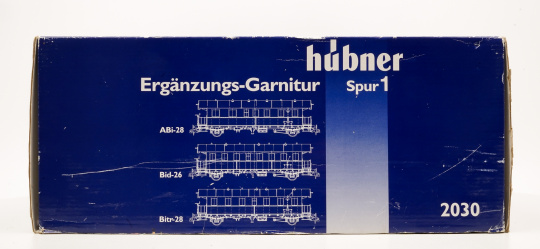 hübner
Ergänzungs-Garnitur Spur 1
ABi-28
Bid-26
Bitr-28
2030